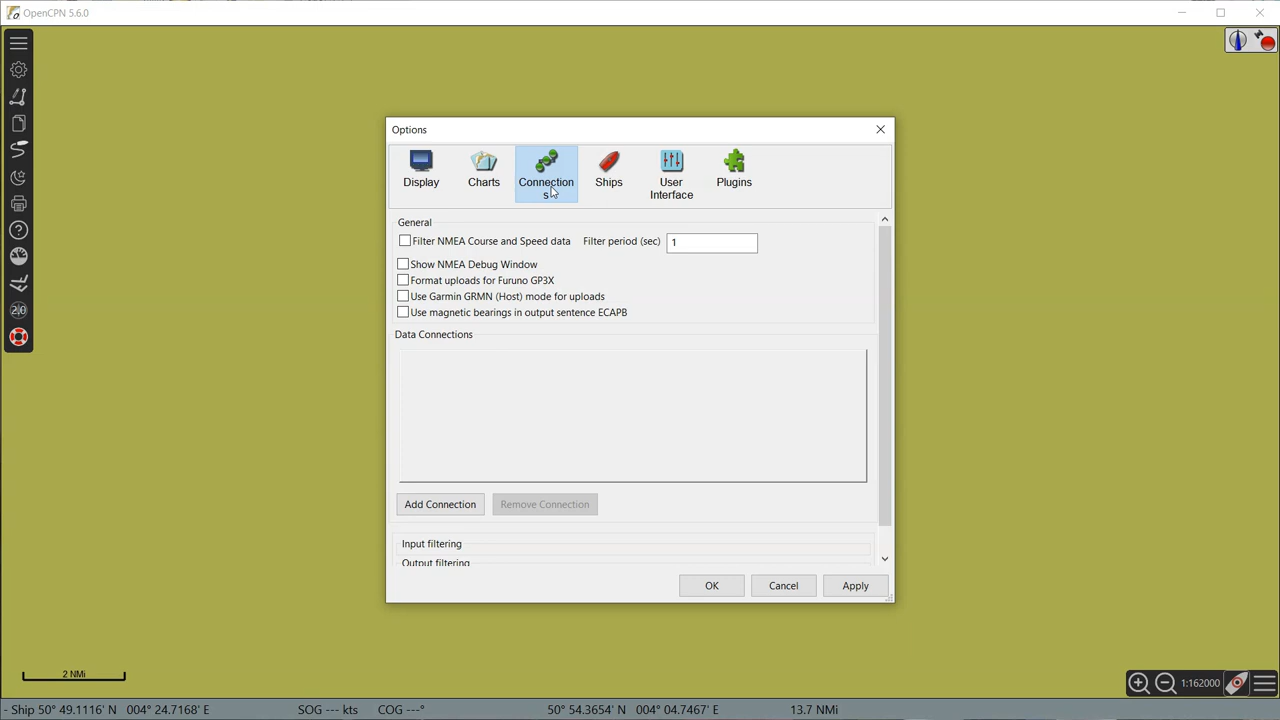 OpenCPN 5.6.0
Options
Display
Charts
Connection
s
Ships
User
Interface
Plugins
General
Filter NMEA Course and Speed data Filter period (sec) 1
Show NMEA Debug Window
Format uploads for Furuno GP3X
Use Garmin GRMN (Host) mode for uploads
Use magnetic bearings in output sentence ECAPB
Data Connections
Add Connection Remove Connection
Input filtering
Output filtering
OK Cancel Apply
2 NMi
1:162000
- Ship 50° 49.1116' N 004° 24.7168' E SOG --- kts COG ---° 50° 54.3654' N 004° 04.7467' E 13.7 NMi